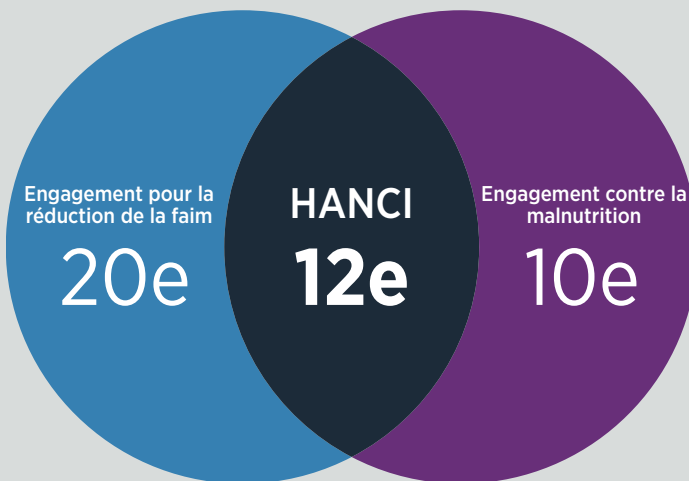 Engagement pour la
réduction de la faim
20e
HANCI
12e
Engagement contre la
malnutrition
10e